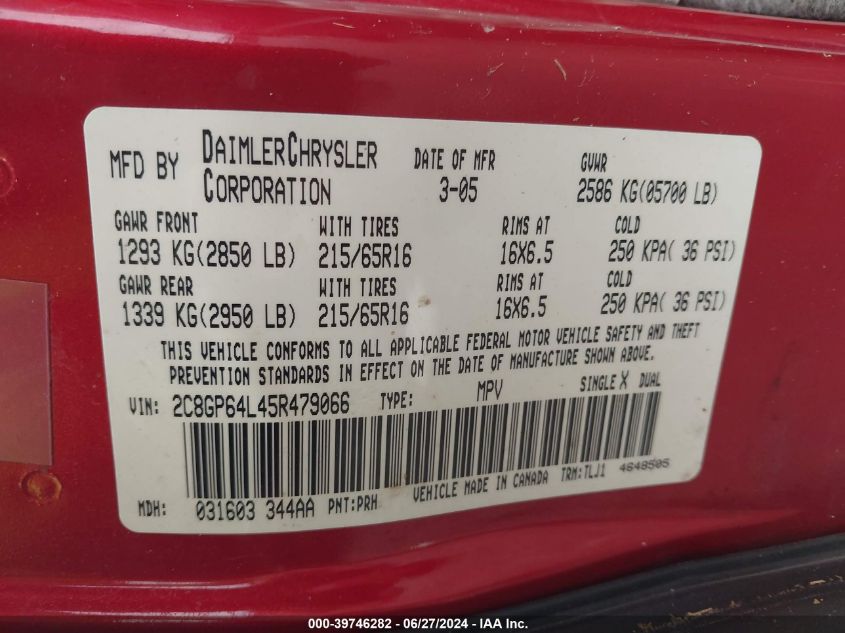 MFD BY DAIMLERCHRYSLER CORPORATION DATE OF MFR 3-05 GVWR 2586 KG(05700 LB)
GAWR FRONT WITH TIRES RIMS AT COLD
1293 KG(2850 LB) 215/65R16 16X6.5 250 KPA( 36 PSI)
GAWR REAR WITH TIRES RIMS AT COLD
1339 KG(2950 LB) 215/65R16 16X6.5 250 KPA( 36 PSI)
THIS VEHICLE CONFORMS TO ALL APPLICABLE FEDERAL MOTOR VEHICLE SAFETY AND THEFT
PREVENTION STANDARDS IN EFFECT ON THE DATE OF MANUFACTURE SHOWN ABOVE.
VIN: 2C8GP64L45R479066 TYPE: MPV SINGLE X DUAL
MDH: 031603 344AA PNT:PRH VEHICLE MADE IN CANADA TRM:TLJ1 4648505
000-39746282 - 06/27/2024 - IAA Inc.